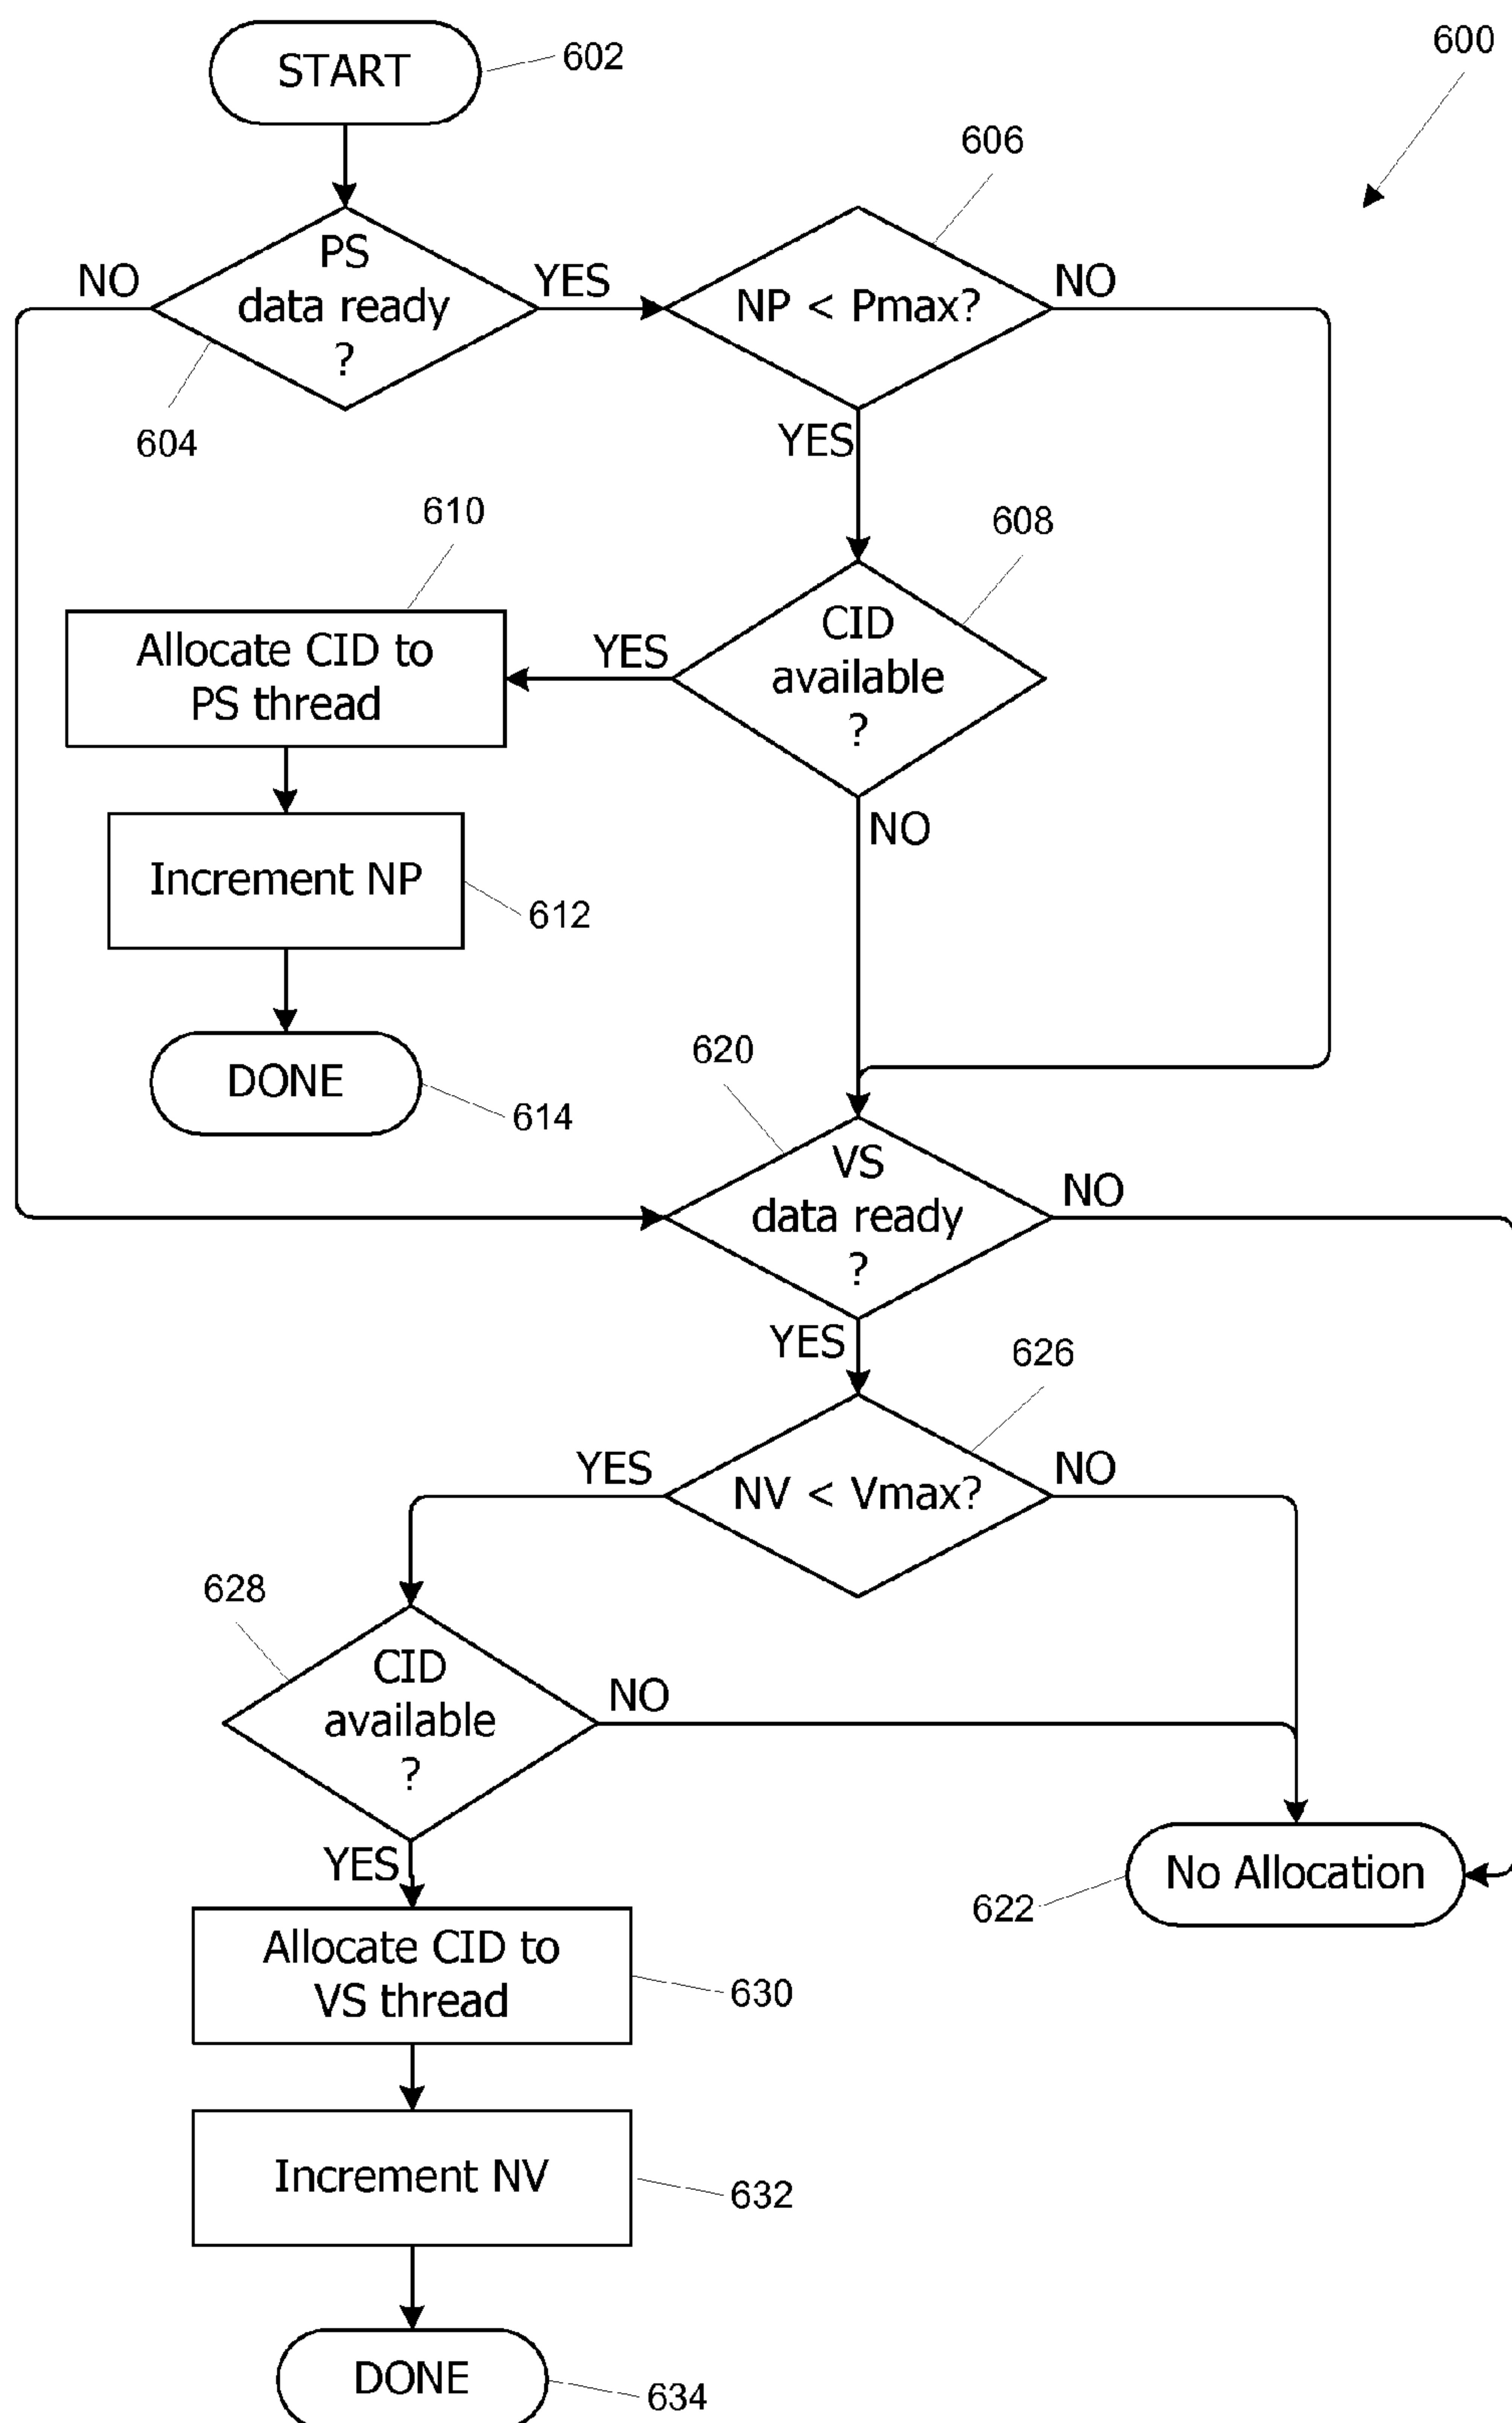 START
602
600
606
PS
data ready
?
NO
YES
NP < Pmax?
NO
604
YES
610
608
Allocate CID to
PS thread
YES
CID
available
?
Increment NP
612
NO
DONE
614
620
VS
data ready
?
NO
YES
626
YES
NV < Vmax?
NO
628
CID
available
?
NO
YES
No Allocation
622
Allocate CID to
VS thread
630
Increment NV
632
DONE
634